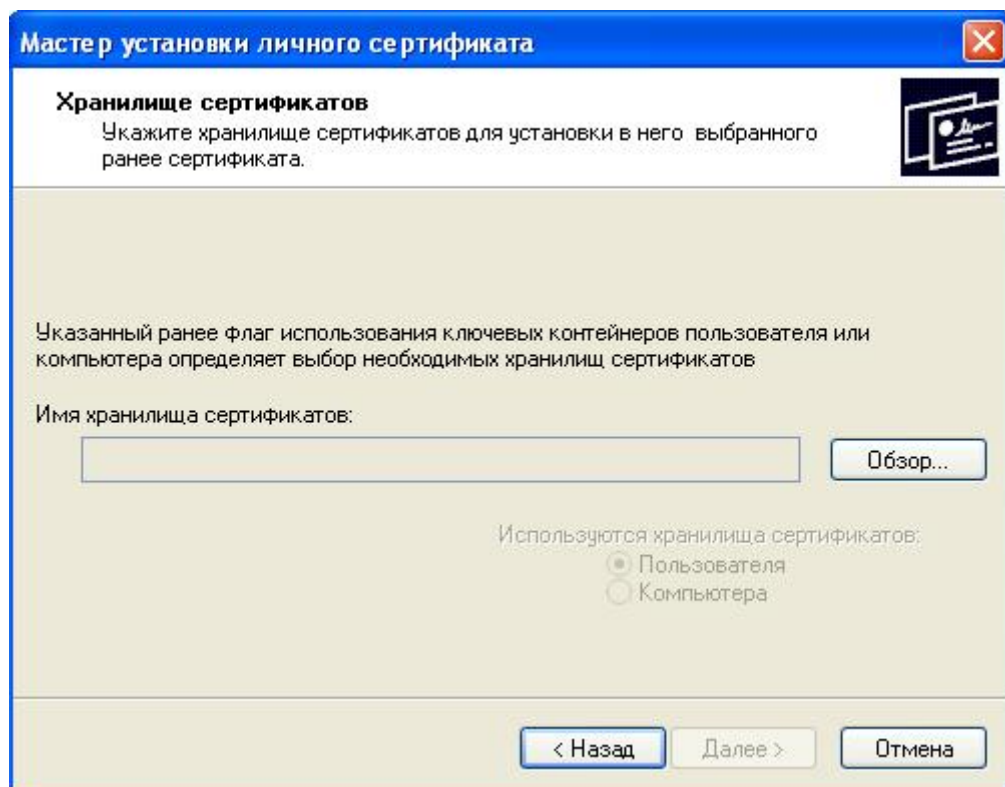 Мастер установки личного сертификата
Хранилище сертификатов
Укажите хранилище сертификатов для установки в него выбранного
ранее сертификата.
Указанный ранее флаг использования ключевых контейнеров пользователя или
компьютера определяет выбор необходимых хранилищ сертификатов
Имя хранилища сертификатов:
Обзор...
Используются хранилища сертификатов:
Пользователя
Компьютера
< Назад
Далее >
Отмена